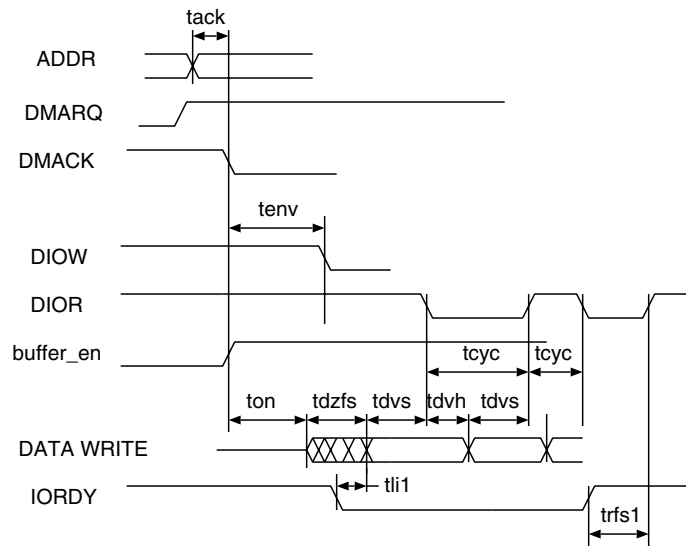 tack
ADDR
DMARQ
DMACK
tenv
DIOW
DIOR
buffer_en
tcyc tcyc
ton tdzfs tdvs tdvh tdvs
DATA WRITE
tli1
IORDY
trfs1